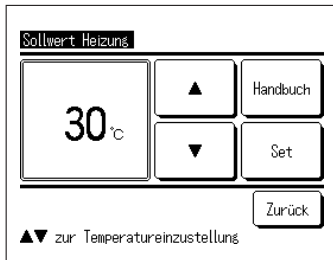 Sollwert Heizung
30°C
▲
Handbuch
▼
Set
Zurück
▲▼ zur Temperatureinzustellung